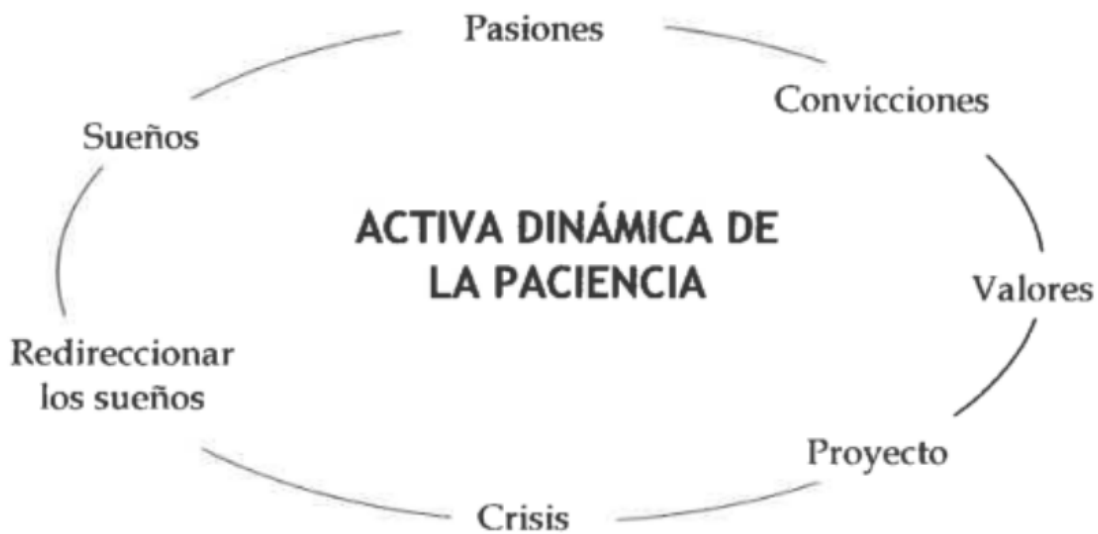 Pasiones
Convicciones
Sueños
ACTIVA DINÁMICA DE
LA PACIENCIA
Valores
Redireccionar
los sueños
Proyecto
Crisis